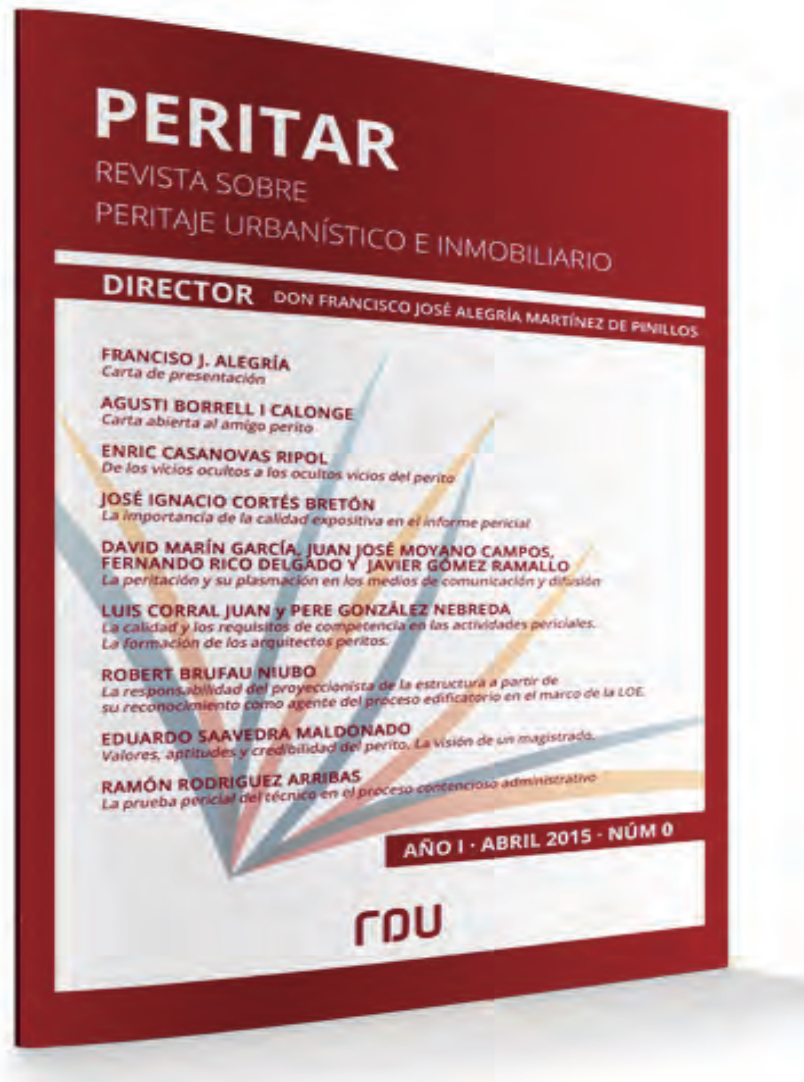 PERITAR
REVISTA SOBRE
PERITAJE URBANÍSTICO E INMOBILIARIO
DIRECTOR DON FRANCISCO JOSÉ ALEGRÍA MARTÍNEZ DE PINILLOS
FRANCISO J. ALEGRÍA
Carta de presentación
AGUSTI BORRELL I CALONGE
Carta abierta al amigo perito
ENRIC CASANOVAS RIPOL
De los vicios ocultos a los ocultos vicios del perito
JOSÉ IGNACIO CORTÉS BRETÓN
La importancia de la calidad expositiva en el informe pericial
DAVID MARÍN GARCÍA, JUAN JOSÉ MOYANO CAMPOS,
FERNANDO RICO DELGADO Y JAVIER GÓMEZ RAMALLO
La peritación y su plasmación en los medios de comunicación y difusión
LUIS CORRAL JUAN y PERE GONZÁLEZ NEBREDA
La calidad y los requisitos de competencia en las actividades periciales.
La formación de los arquitectos peritos.
ROBERT BRUFAU NIUBO
La responsabilidad del proyeccionista de la estructura a partir de
su reconocimiento como agente del proceso edificatorio en el marco de la LOE.
EDUARDO SAAVEDRA MALDONADO
Valores, aptitudes y credibilidad del perito. La visión de un magistrado.
RAMÓN RODRIGUEZ ARRIBAS
La prueba pericial del técnico en el proceso contencioso administrativo
AÑO I · ABRIL 2015 · NÚM 0
rDU